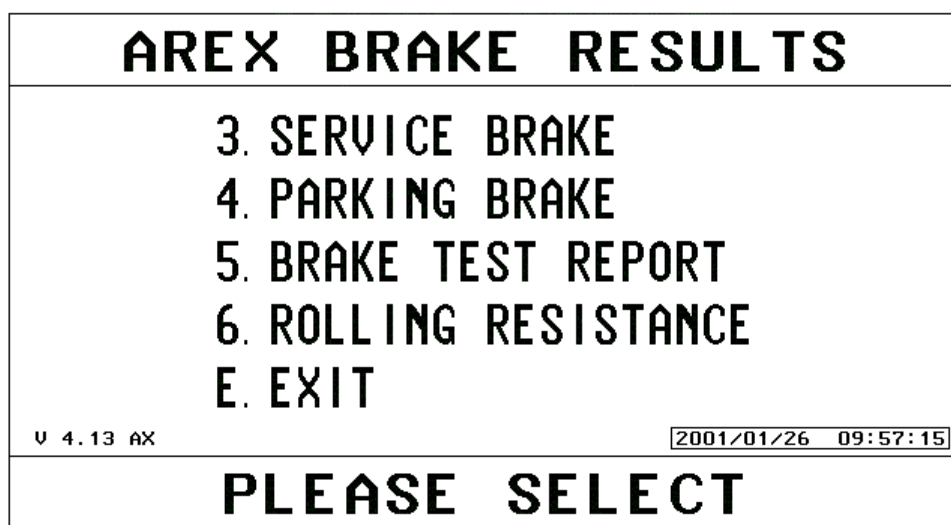 AREX BRAKE RESULTS
3. SERVICE BRAKE
4. PARKING BRAKE
5. BRAKE TEST REPORT
6. ROLLING RESISTANCE
E. EXIT
V 4.13 AX
2001/01/26 09:57:15
PLEASE SELECT